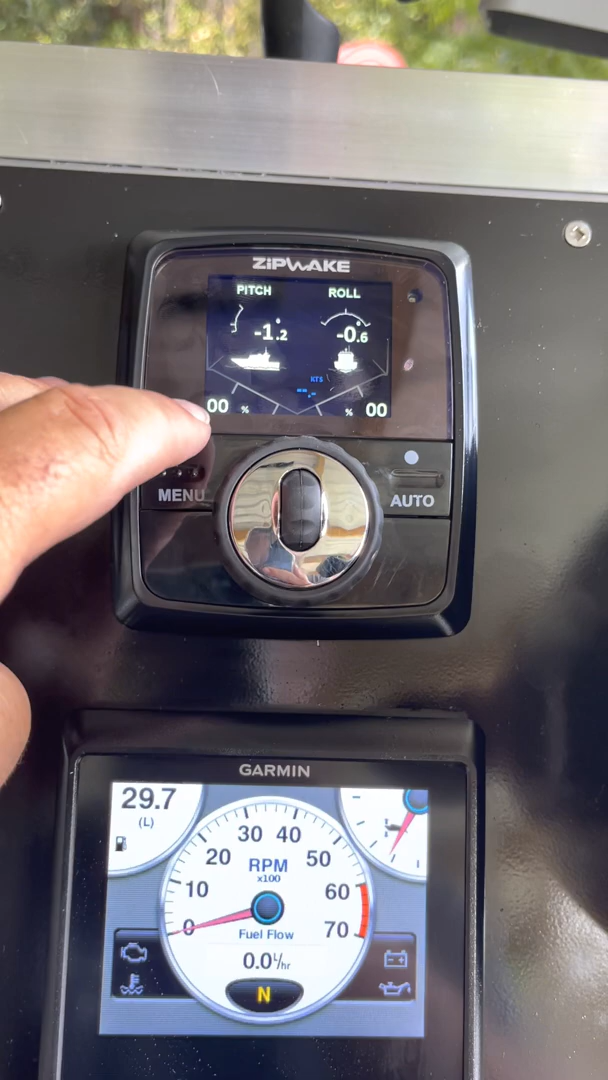 ZIPWAKE
PITCH ROLL
-1.2 -0.6
KTS
--.-
00 % % 00
MENU AUTO
GARMIN
29.7
(L)
30 40
20 50
RPM
x100
10 60
0 70
Fuel Flow
0.0 L/hr
N